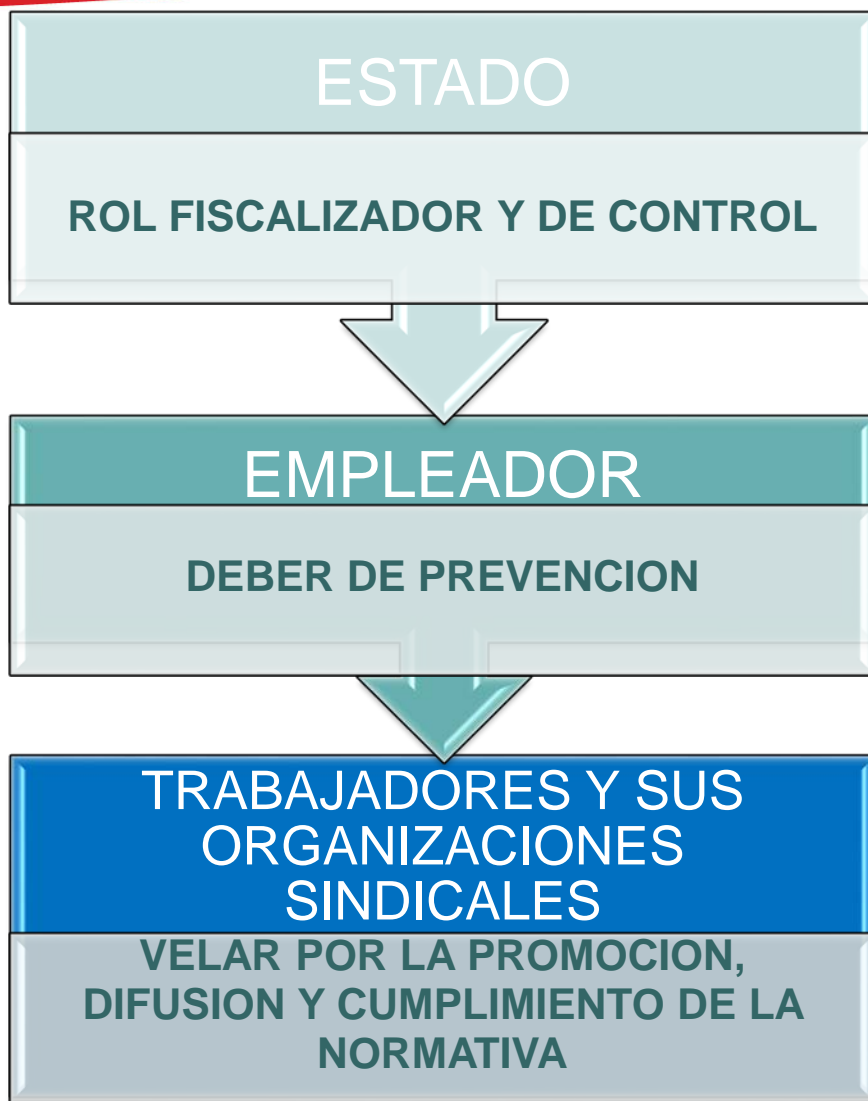 ESTADO
ROL FISCALIZADOR Y DE CONTROL
EMPLEADOR
DEBER DE PREVENCION
TRABAJADORES Y SUS
ORGANIZACIONES
SINDICALES
VELAR POR LA PROMOCION,
DIFUSION Y CUMPLIMIENTO DE LA
NORMATIVA